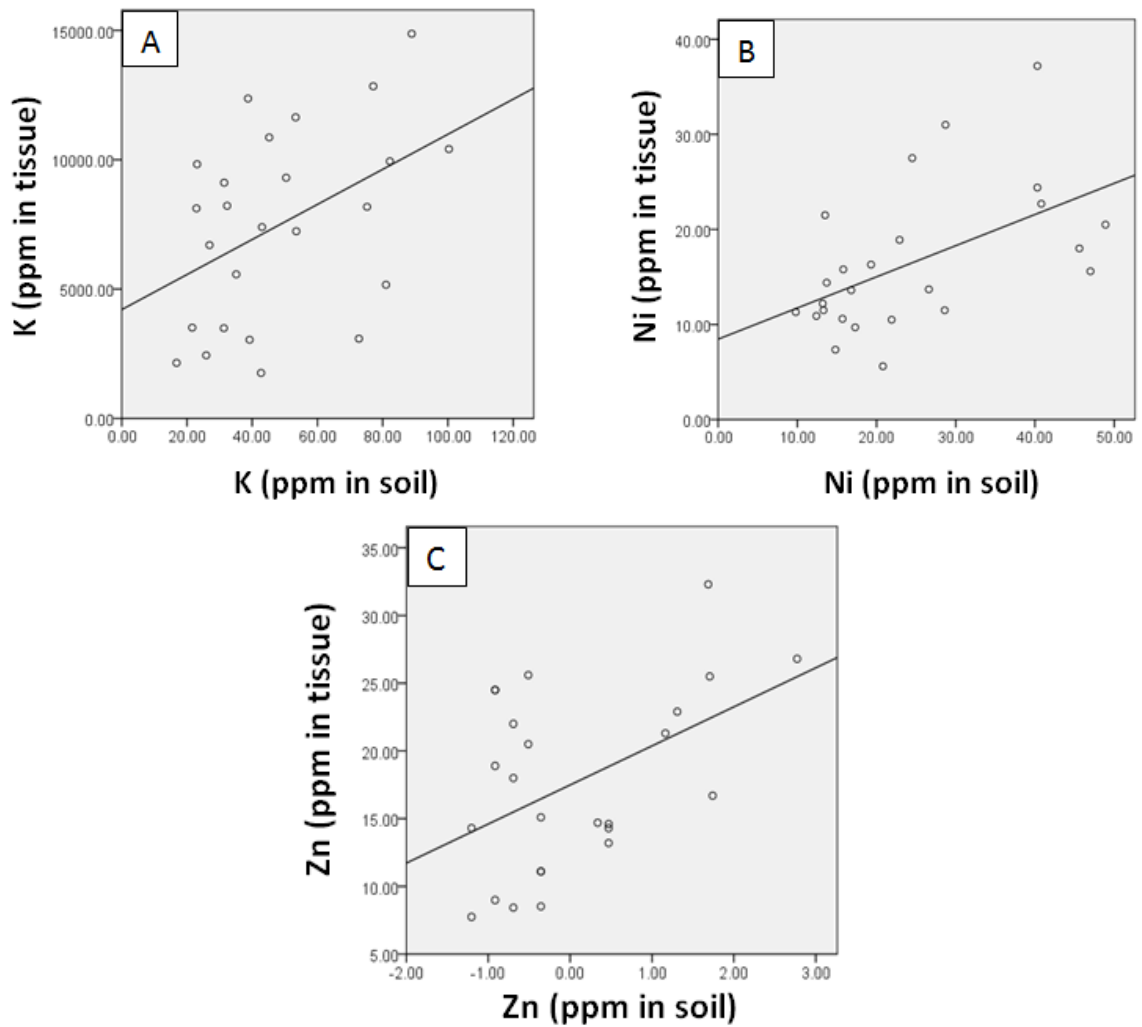 A
K (ppm in tissue)
15000.00
10000.00
5000.00
0.00
0.00 20.00 40.00 60.00 80.00 100.00 120.00
K (ppm in soil)
B
Ni (ppm in tissue)
40.00
30.00
20.00
10.00
0.00
0.00 10.00 20.00 30.00 40.00 50.00
Ni (ppm in soil)
C
Zn (ppm in tissue)
35.00
30.00
25.00
20.00
15.00
10.00
5.00
-2.00 -1.00 0.00 1.00 2.00 3.00
Zn (ppm in soil)